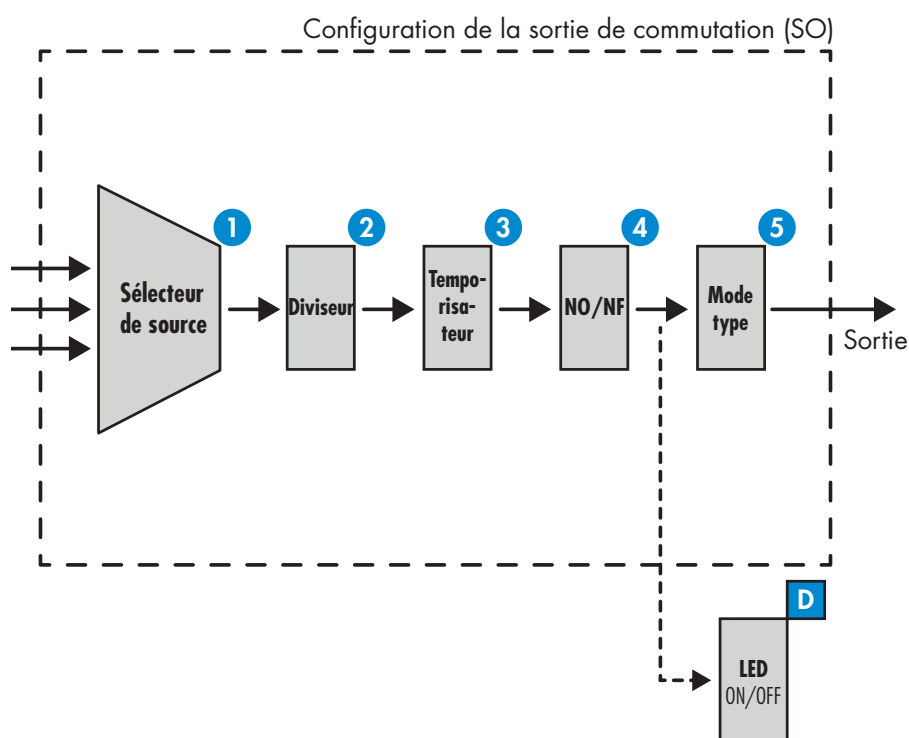 Configuration de la sortie de commutation (SO)
1
2
3
4
5
Sélecteur
de source
Diviseur
Tempo-
risa-
teur
NO/NF
Mode
type
Sortie
D
LED
ON/OFF